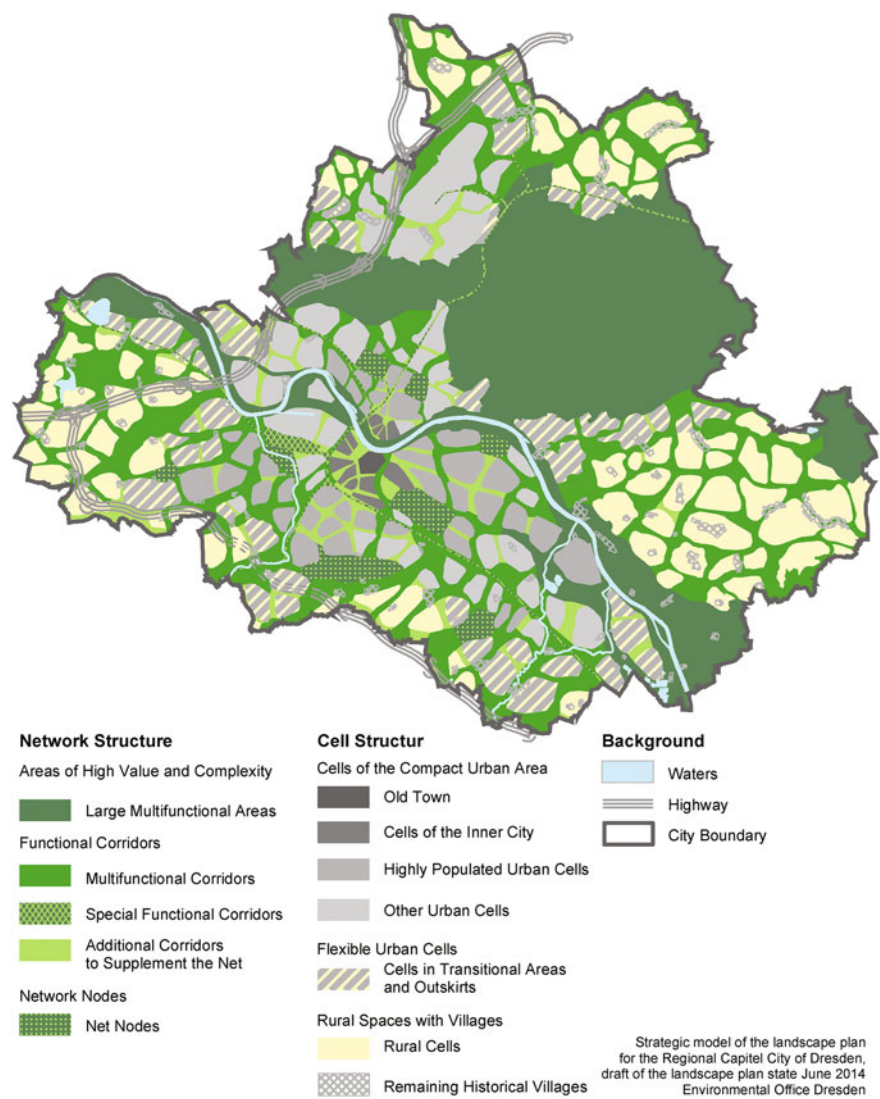 Network Structure
Areas of High Value and Complexity
Large Multifunctional Areas
Functional Corridors
Multifunctional Corridors
Special Functional Corridors
Additional Corridors
to Supplement the Net
Network Nodes
Net Nodes
Cell Structur
Cells of the Compact Urban Area
Old Town
Cells of the Inner City
Highly Populated Urban Cells
Other Urban Cells
Flexible Urban Cells
Cells in Transitional Areas
and Outskirts
Rural Spaces with Villages
Rural Cells
Remaining Historical Villages
Background
Waters
Highway
City Boundary
Strategic model of the landscape plan
for the Regional Capitel City of Dresden,
draft of the landscape plan state June 2014
Environmental Office Dresden